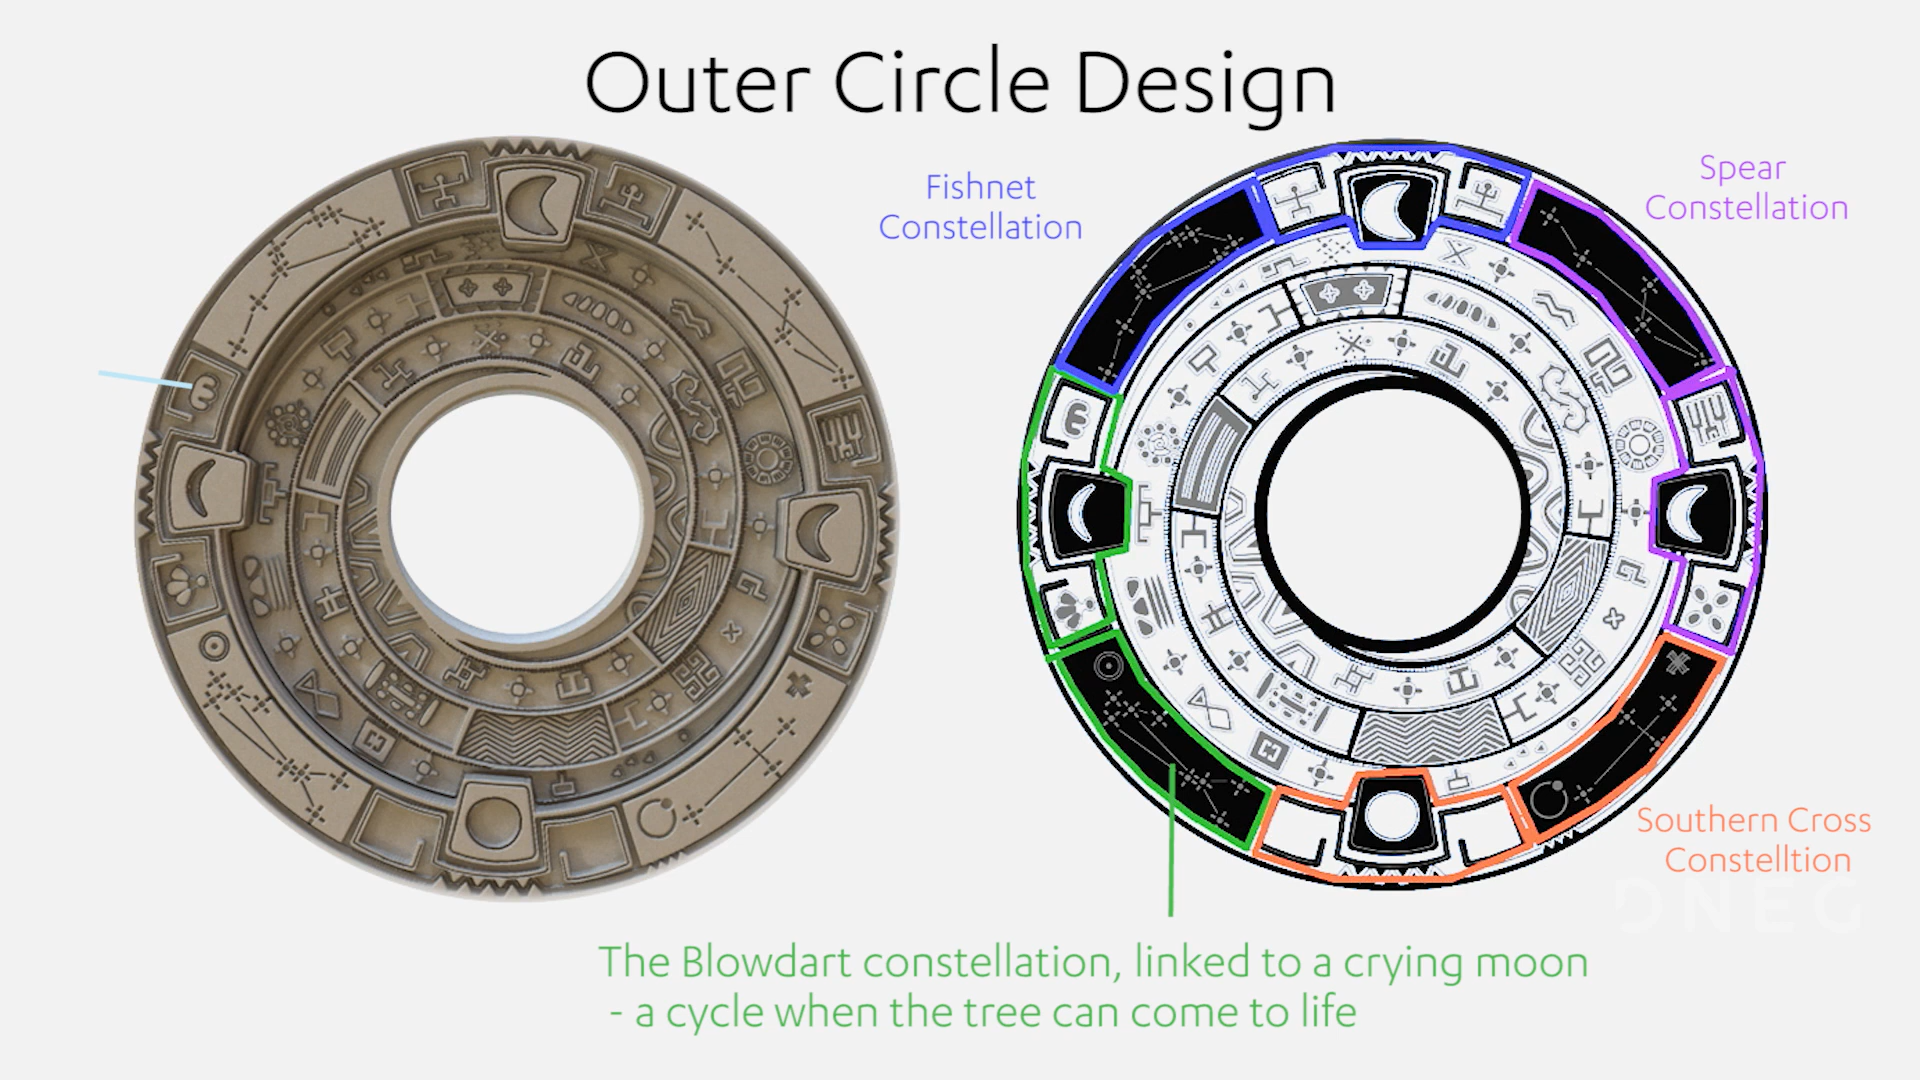 Outer Circle Design
Fishnet
Constellation
Spear
Constellation
Southern Cross
Constelltion
DNEG
The Blowdart constellation, linked to a crying moon
- a cycle when the tree can come to life